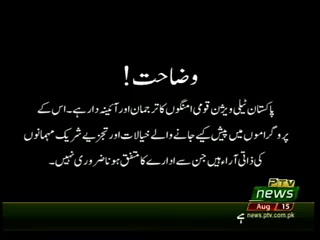 وضاحت!
پاکستان ٹیلی ویژن قومی امنگوں کا ترجمان اور آئینہ دار ہے۔ اس کے
پروگراموں میں پیش کیے جانے والے خیالات اور تجزیے شریک مہمانوں
کی ذاتی آراء ہیں جن سے ادارے کا متفق ہونا ضروری نہیں۔
PTV
news
Aug 15
ہے news.ptv.com.pk